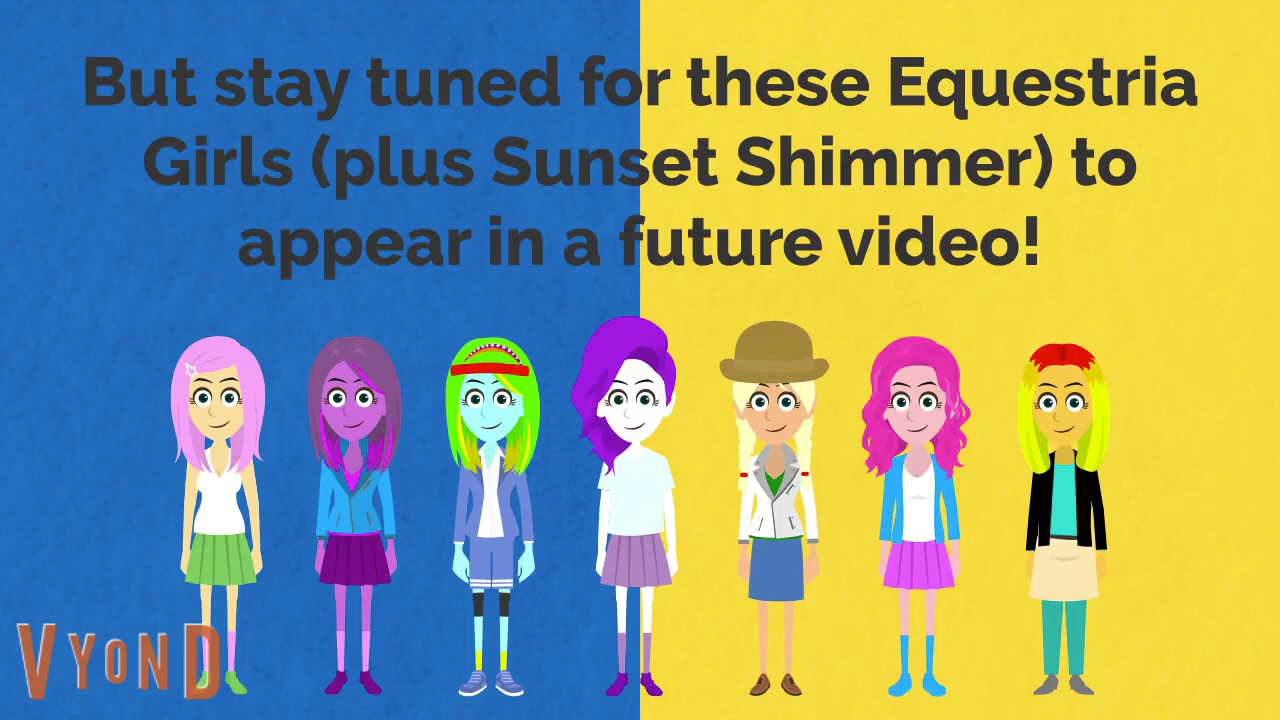 But stay tuned for these Equestria
Girls (plus Sunset Shimmer) to
appear in a future video!
VYOND